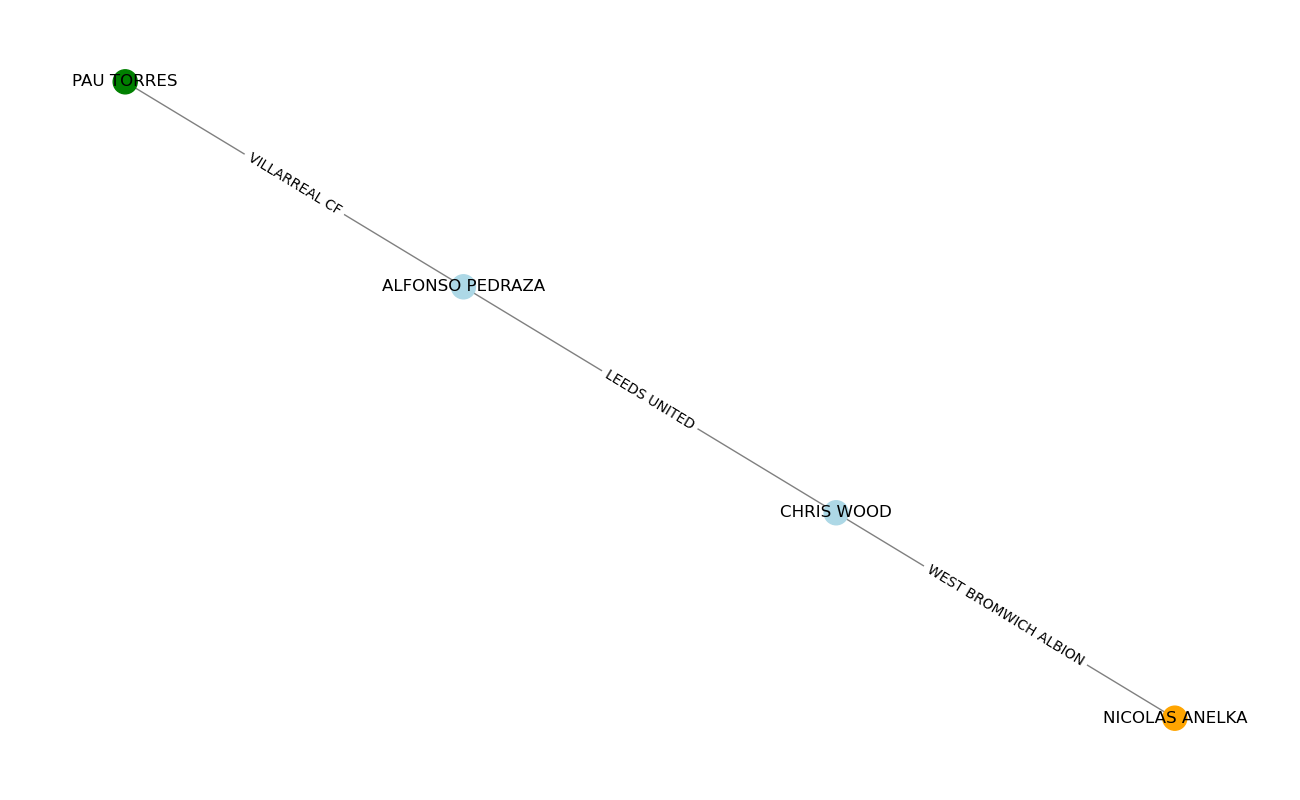 PAU TORRES
VILLARREAL CF
ALFONSO PEDRAZA
LEEDS UNITED
CHRIS WOOD
WEST BROMWICH ALBION
NICOLAS ANELKA